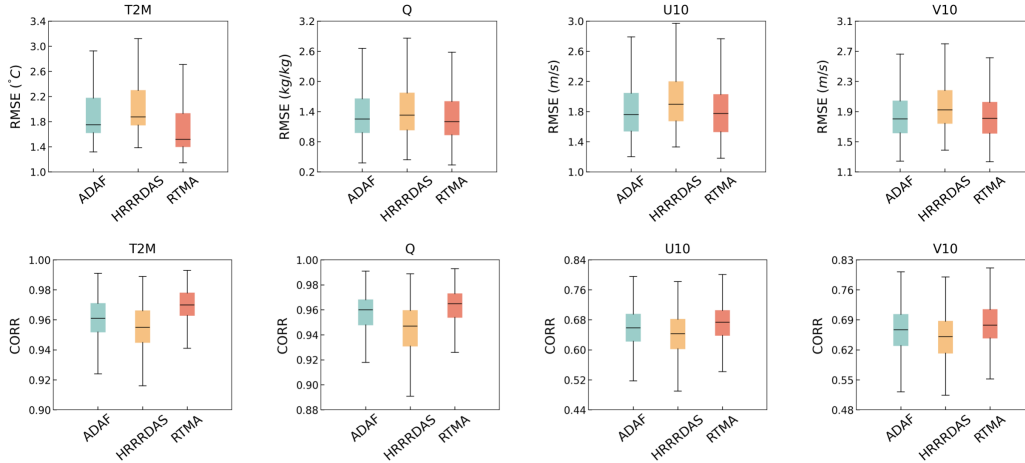 T2M
RMSE (°C)
3.4
3.0
2.6
2.2
1.8
1.4
1.0
ADAF
HRRRDAS
RTMA
Q
RMSE (kg/kg)
3.2
2.6
2.0
1.4
0.8
0.2
ADAF
HRRRDAS
RTMA
U10
RMSE (m/s)
3.0
2.6
2.2
1.8
1.4
1.0
ADAF
HRRRDAS
RTMA
V10
RMSE (m/s)
3.1
2.7
2.3
1.9
1.5
1.1
ADAF
HRRRDAS
RTMA
T2M
CORR
1.00
0.98
0.96
0.94
0.92
0.90
ADAF
HRRRDAS
RTMA
Q
CORR
1.00
0.98
0.96
0.94
0.92
0.90
0.88
ADAF
HRRRDAS
RTMA
U10
CORR
0.84
0.76
0.68
0.60
0.52
0.44
ADAF
HRRRDAS
RTMA
V10
CORR
0.83
0.76
0.69
0.62
0.55
0.48
ADAF
HRRRDAS
RTMA